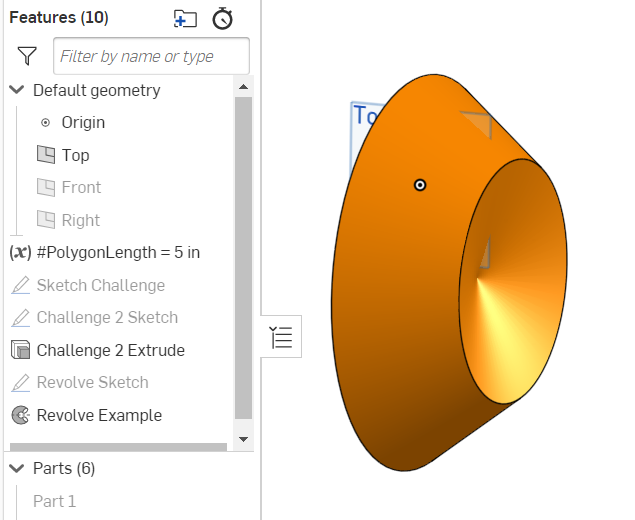 Features (10)
Filter by name or type
Default geometry
Origin
Top
Front
Right
(x) #PolygonLength = 5 in
Sketch Challenge
Challenge 2 Sketch
Challenge 2 Extrude
Revolve Sketch
Revolve Example
Parts (6)
Part 1
To